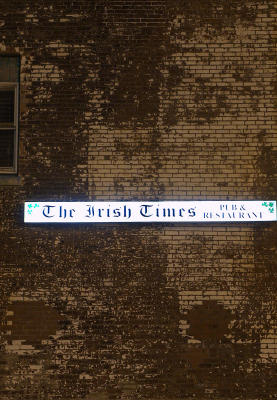 The Irish Times PUB &
RESTAURANT